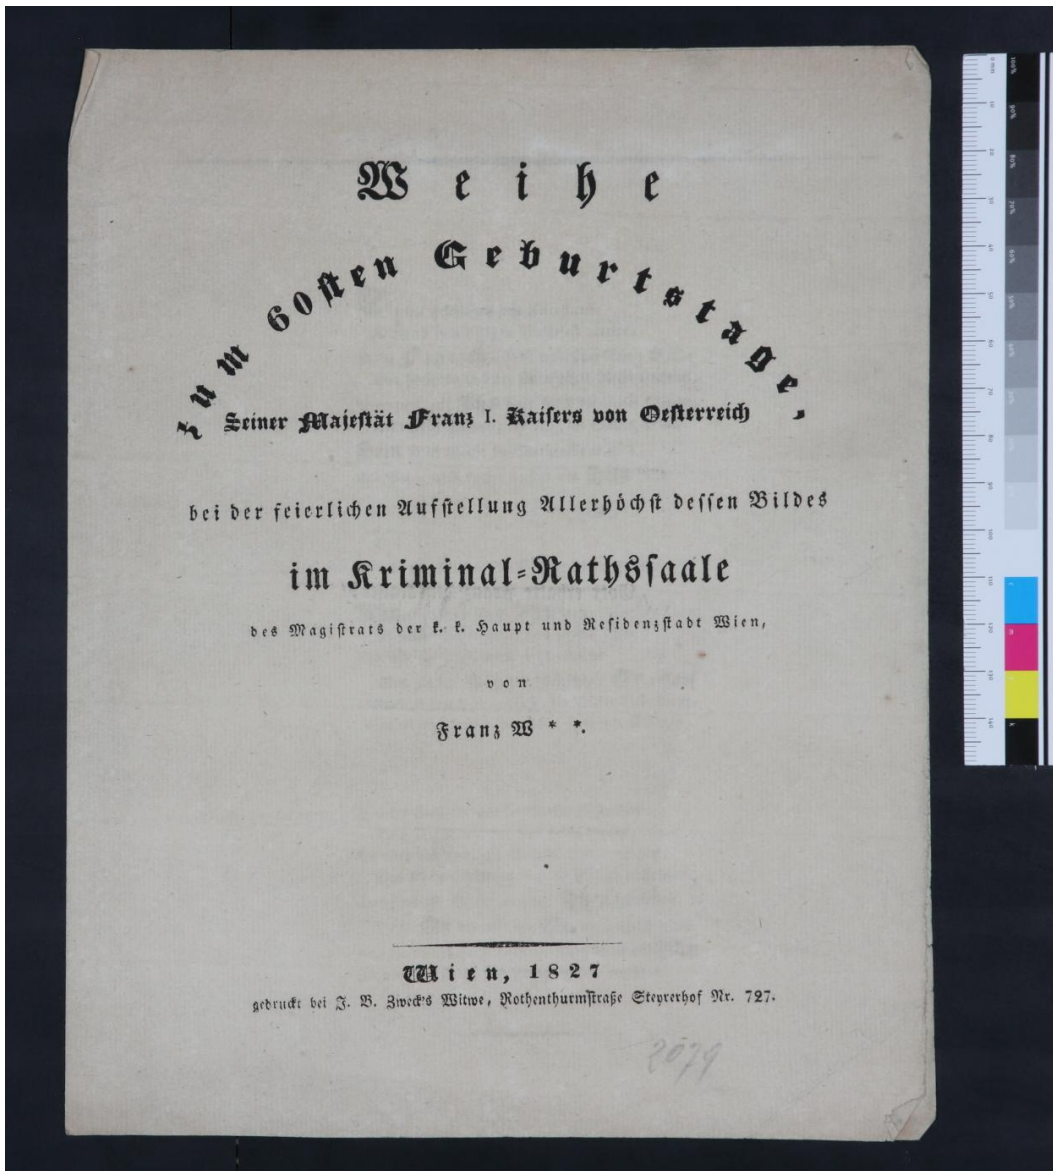 Weihe
zum 60sten Geburtstage,
Seiner Majestät Franz I. Kaisers von Oesterreich
bei der feierlichen Aufstellung Allerhöchst dessen Bildes
im Kriminal-Rathssaale
des Magistrats der k. k. Haupt und Residenzstadt Wien,
von
Franz W * *.
Wien, 1827
gedruckt bei J. B. Zweck's Witwe, Rothenthurmstraße Steyrerhof Nr. 727.
2079